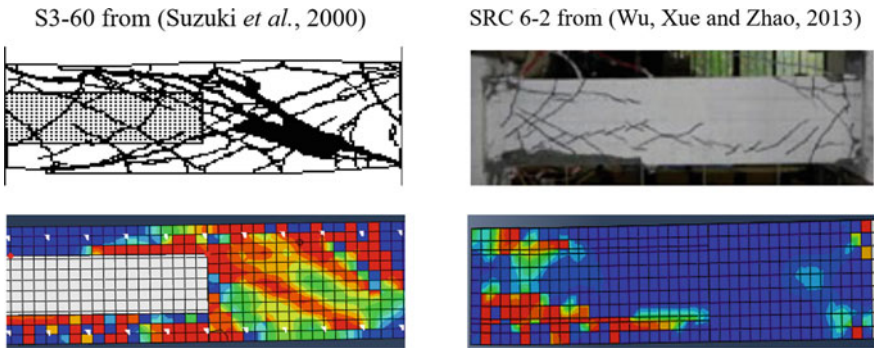 S3-60 from (Suzuki et al., 2000)
SRC 6-2 from (Wu, Xue and Zhao, 2013)